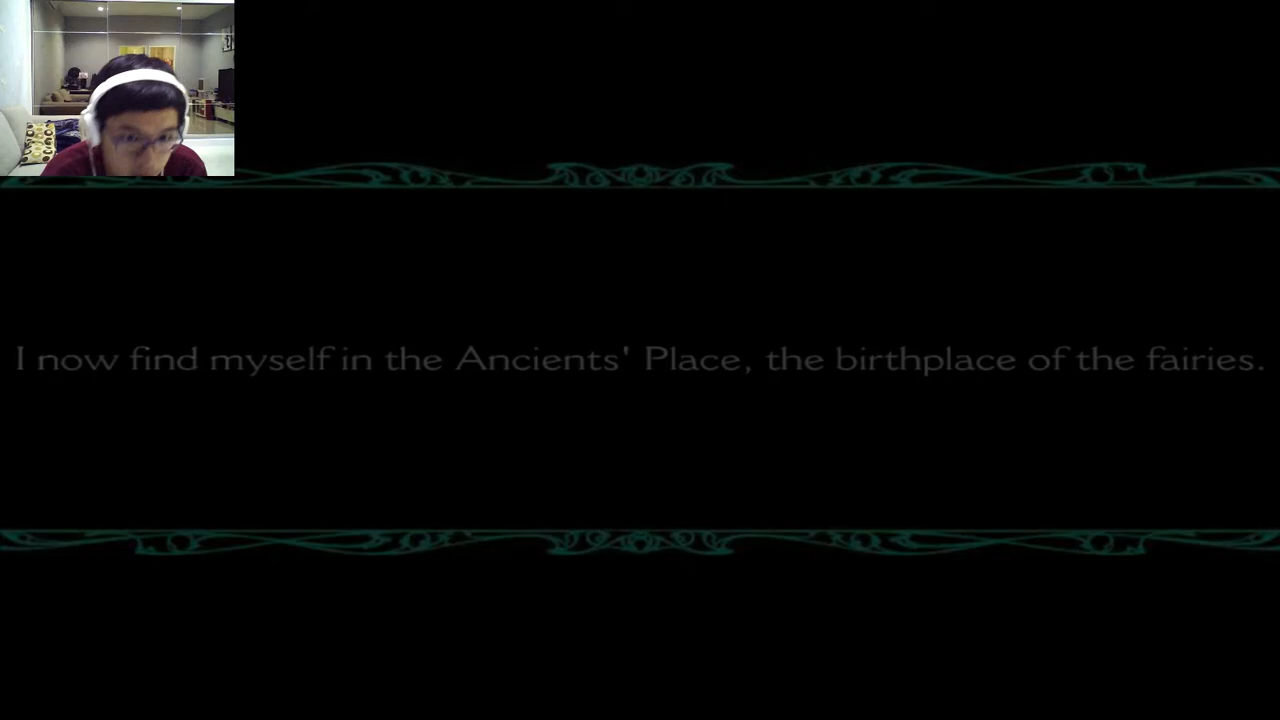 I now find myself in the Ancients' Place, the birthplace of the fairies.